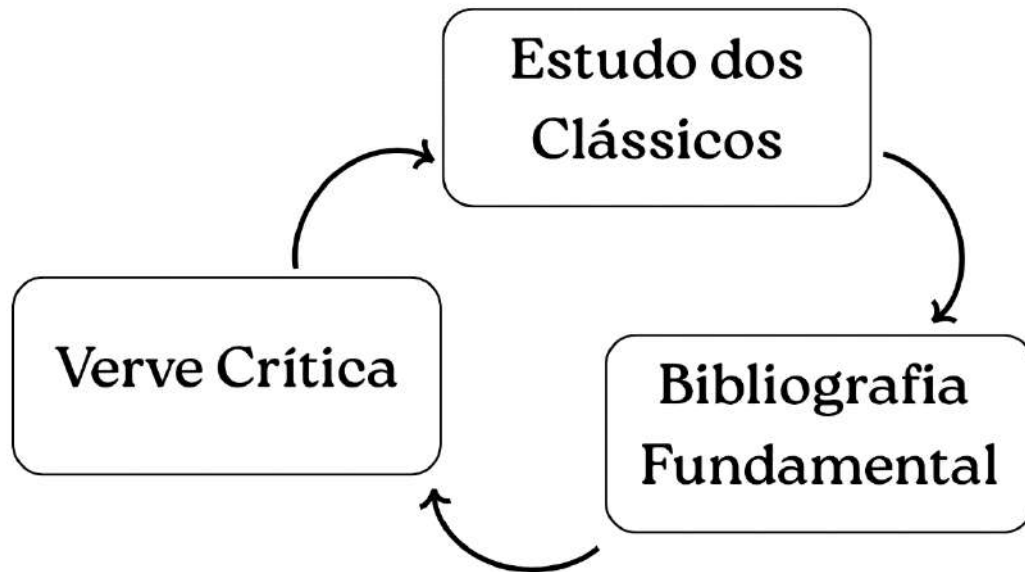 Estudo dos
Clássicos
Verve Crítica
Bibliografia
Fundamental